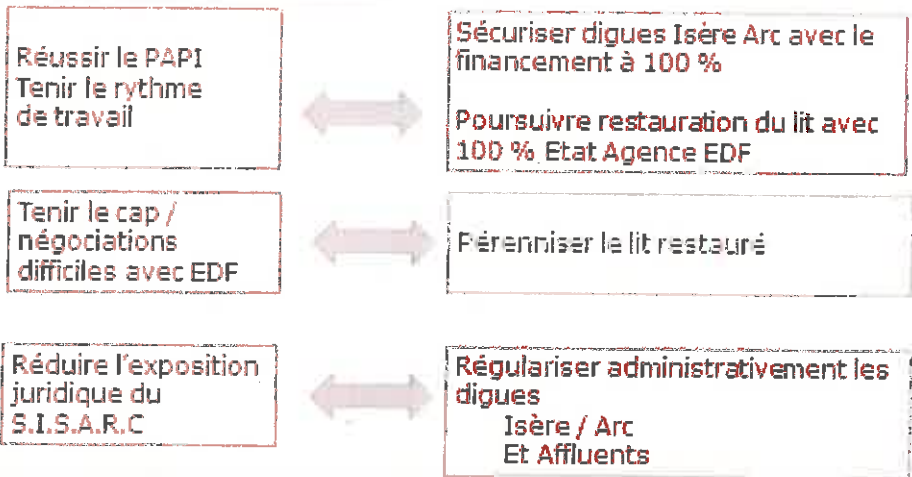 Réussir le PAPI
Tenir le rythme
de travail
Sécuriser digues Isère Arc avec le
financement à 100 %
Poursuivre restauration du lit avec
100 % Etat Agence EDF
Tenir le cap /
négociations
difficiles avec EDF
Pérenniser le lit restauré
Réduire l'exposition
juridique du
S.I.S.A.R.C
Régulariser administrativement les
digues
Isère / Arc
Et Affluents